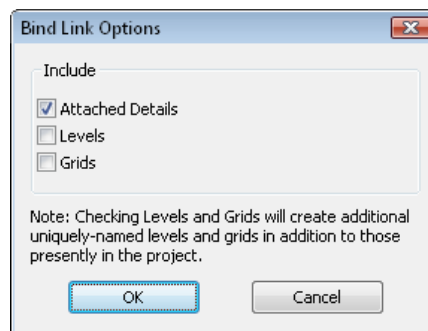 Bind Link Options
Include
Attached Details
Levels
Grids
Note: Checking Levels and Grids will create additional
uniquely-named levels and grids in addition to those
presently in the project.
OK
Cancel